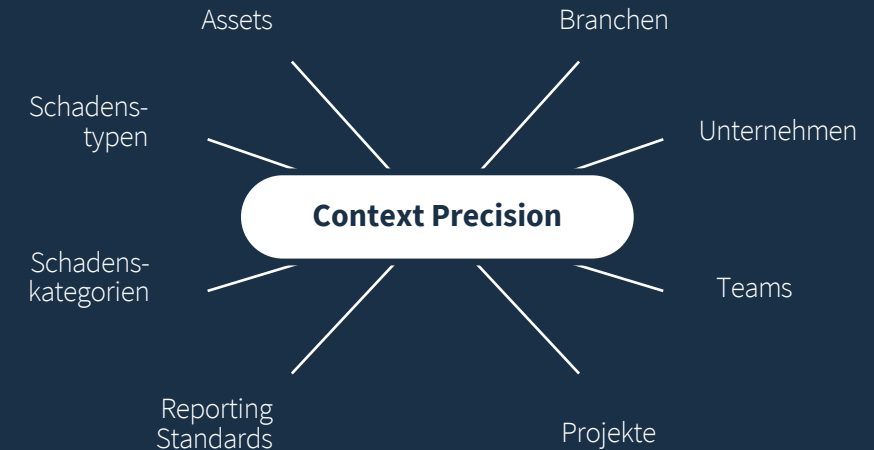 Assets
Branchen
Schadens-
typen
Unternehmen
Context Precision
Schadens-
kategorien
Teams
Reporting
Standards
Projekte